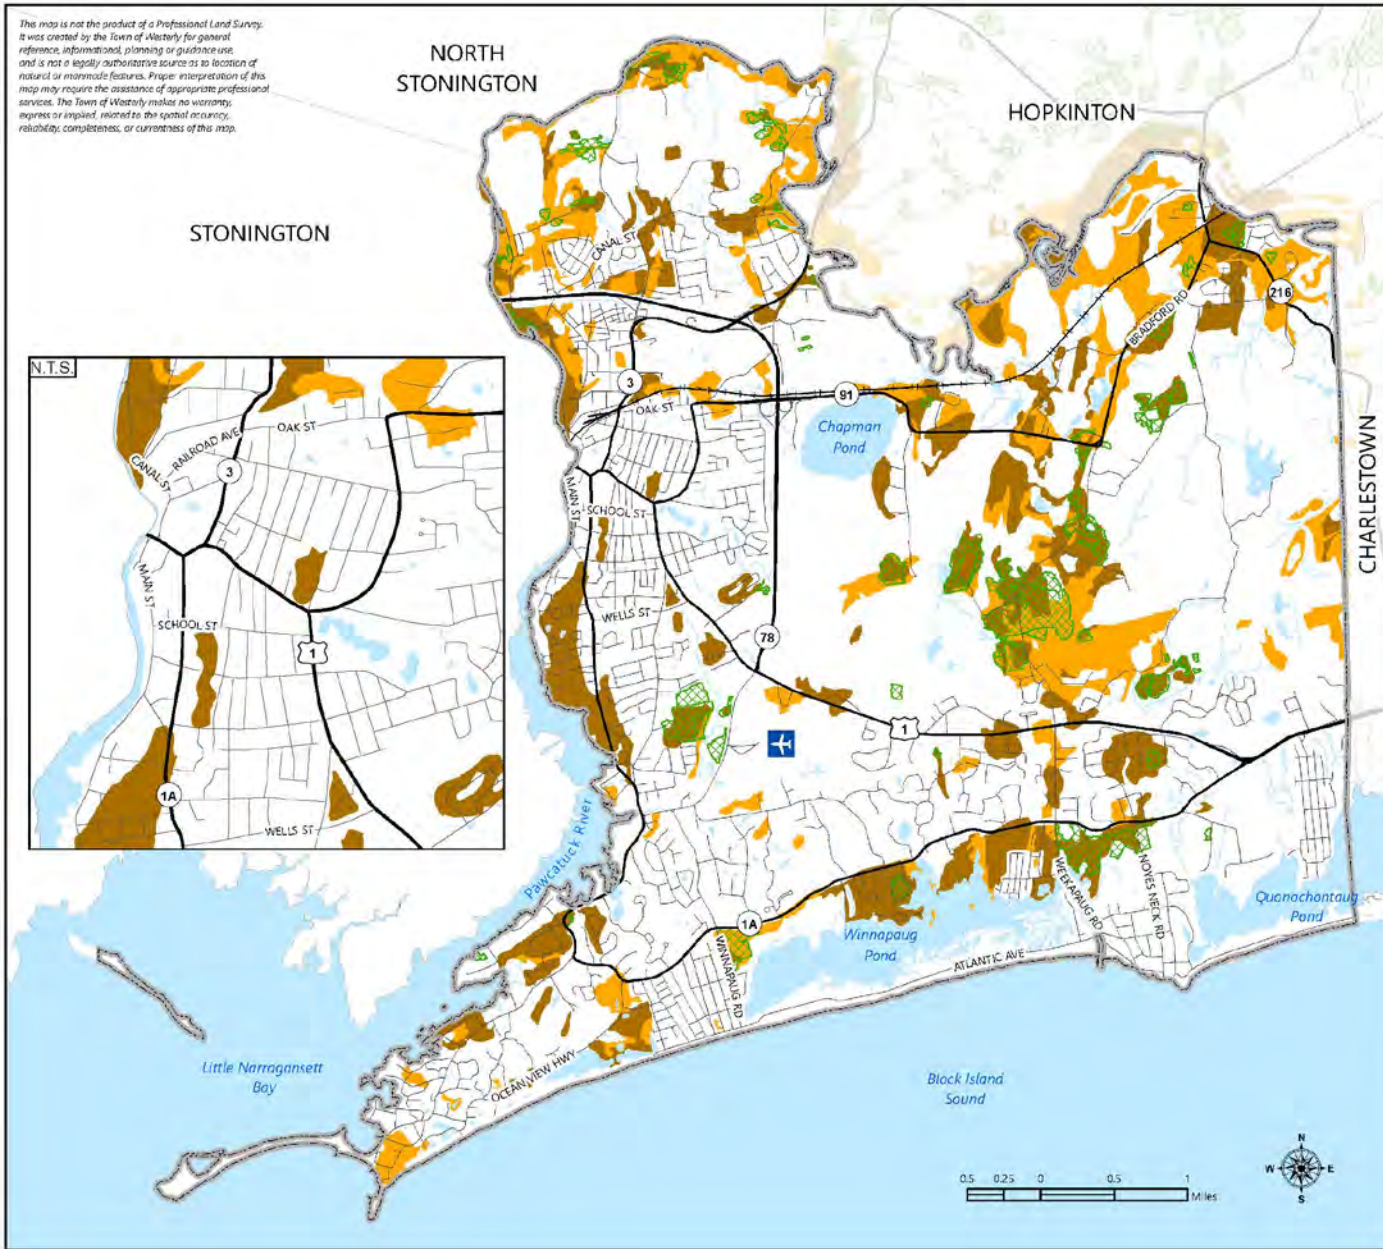 This map is not the product of a Professional Land Survey.
It was created by the Town of Westerly for general
reference, informational, planning or guidance use,
and is not a legally authoritative source as to location of
natural or manmade features. Proper interpretation of this
map may require the assistance of appropriate professional
services. The Town of Westerly makes no warranty,
express or implied, related to the spatial accuracy,
reliability, completeness, or currentness of this map.
NORTH
STONINGTON
HOPKINTON
STONINGTON
CANAL ST
216
BRADFORD RD
N.T.S.
3
91
OAK ST
Chapman
Pond
CHARLESTOWN
MAIN ST
SCHOOL ST
WELLS ST
78
1
RAILROAD AVE
OAK ST
CANAL ST
3
MAIN ST
SCHOOL ST
1
1A
WELLS ST
Pawcatuck River
1A
WINNAPAUG RD
Winnapaug
Pond
WEEKAPAUG RD
NOYES NECK RD
Quonochontaug
Pond
ATLANTIC AVE
OCEAN VIEW HWY
Little Narragansett
Bay
Block Island
Sound
N
W
E
S
0.5 0.25 0 0.5 1
Miles